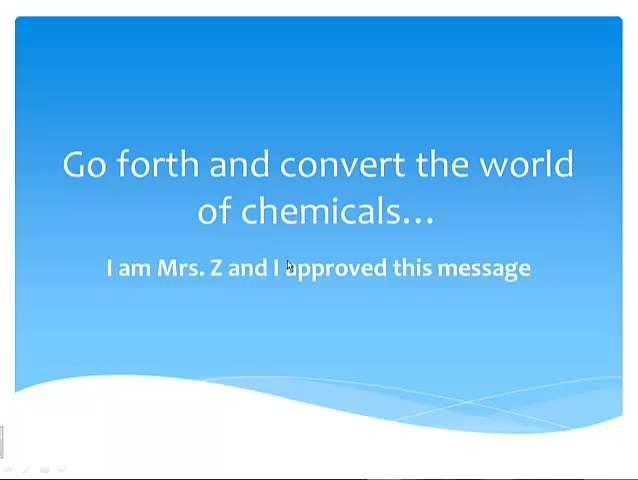 Go forth and convert the world
of chemicals...
I am Mrs. Z and I approved this message